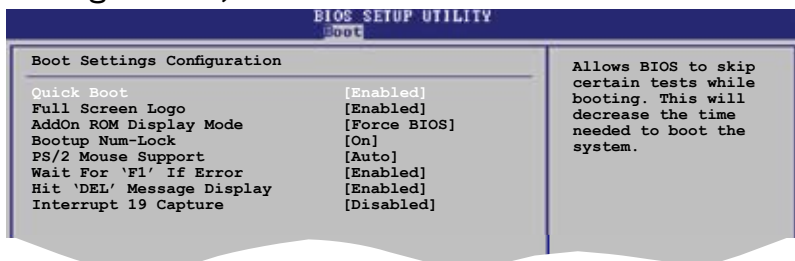 BIOS SETUP UTILITY
Boot
Boot Settings Configuration
Quick Boot [Enabled]
Full Screen Logo [Enabled]
AddOn ROM Display Mode [Force BIOS]
Bootup Num-Lock [On]
PS/2 Mouse Support [Auto]
Wait For ‘F1’ If Error [Enabled]
Hit ‘DEL’ Message Display [Enabled]
Interrupt 19 Capture [Disabled]
Allows BIOS to skip
certain tests while
booting. This will
decrease the time
needed to boot the
system.